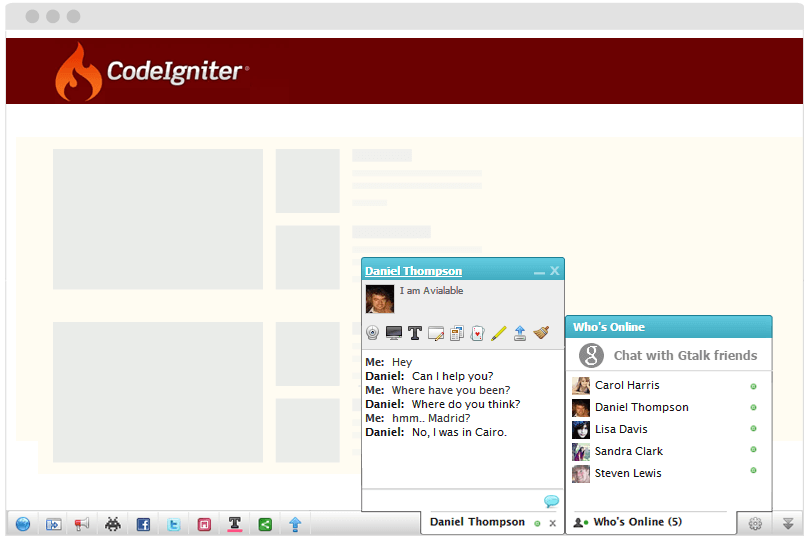 CodeIgniter
Daniel Thompson
I am Avialable
Me: Hey
Daniel: Can I help you?
Me: Where have you been?
Daniel: Where do you think?
Me: hmm.. Madrid?
Daniel: No, I was in Cairo.
Daniel Thompson x
Who's Online
g Chat with Gtalk friends
Carol Harris
Daniel Thompson
Lisa Davis
Sandra Clark
Steven Lewis
Who's Online (5)